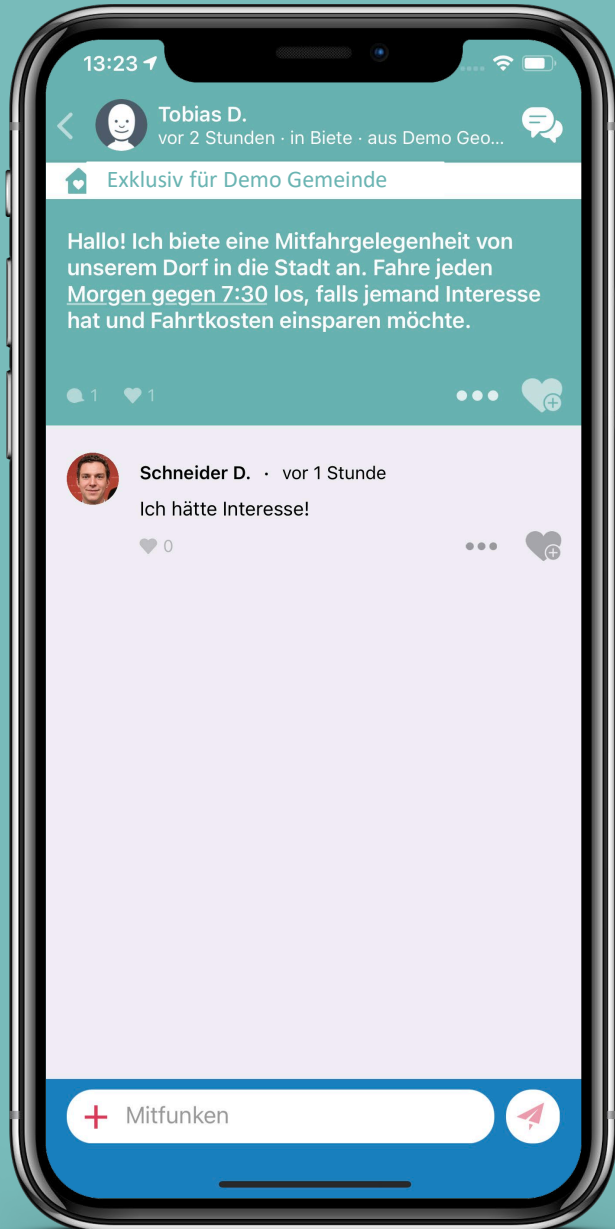 13:23
Tobias D.
vor 2 Stunden · in Biete · aus Demo Geo...
Exklusiv für Demo Gemeinde
Hallo! Ich biete eine Mitfahrgelegenheit von
unserem Dorf in die Stadt an. Fahre jeden
Morgen gegen 7:30 los, falls jemand Interesse
hat und Fahrtkosten einsparen möchte.
1 1
Schneider D. · vor 1 Stunde
Ich hätte Interesse!
0
Mitfunken